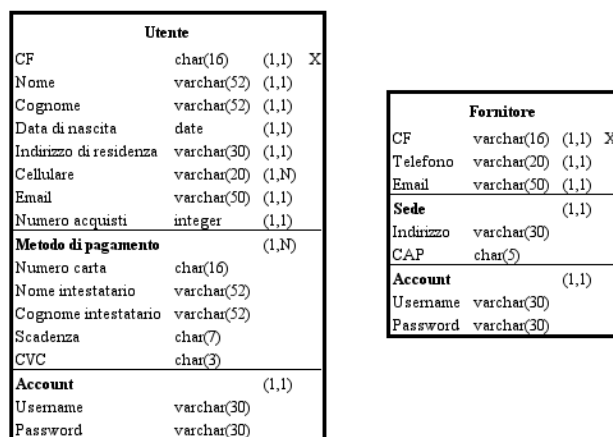 Utente
CF char(16) (1,1) X
Nome varchar(52) (1,1)
Cognome varchar(52) (1,1)
Data di nascita date (1,1)
Indirizzo di residenza varchar(30) (1,1)
Cellulare varchar(20) (1,N)
Email varchar(50) (1,1)
Numero acquisti integer (1,1)
Metodo di pagamento (1,N)
Numero carta char(16)
Nome intestatario varchar(52)
Cognome intestatario varchar(52)
Scadenza char(7)
CVC char(3)
Account (1,1)
Username varchar(30)
Password varchar(30)
Fornitore
CF varchar(16) (1,1) X
Telefono varchar(20) (1,1)
Email varchar(50) (1,1)
Sede (1,1)
Indirizzo varchar(30)
CAP char(5)
Account (1,1)
Username varchar(30)
Password varchar(30)